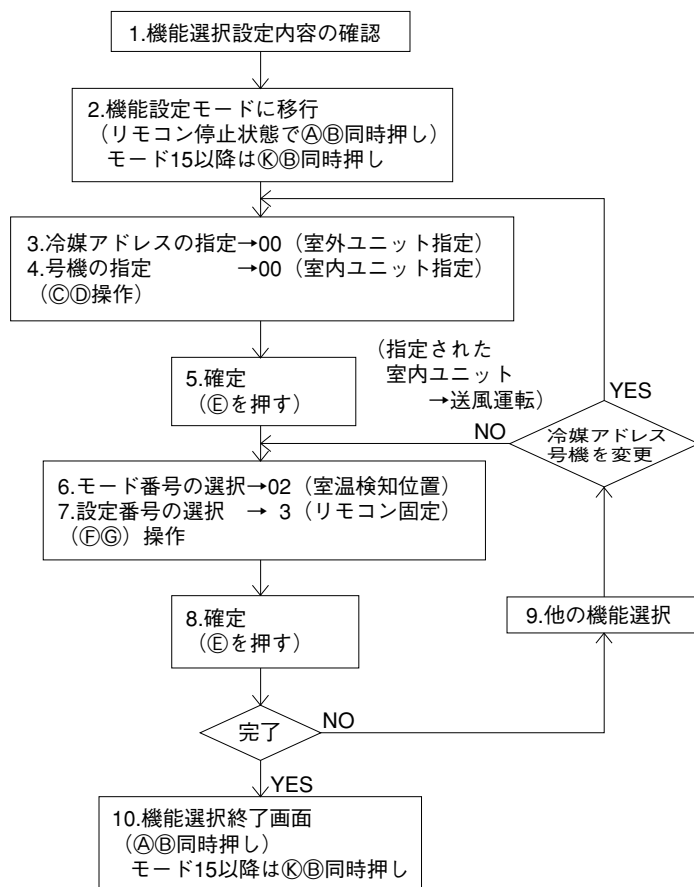 1.機能選択設定内容の確認
2.機能設定モードに移行
（リモコン停止状態でⒶⒷ同時押し）
モード15以降はⓀⒷ同時押し
3.冷媒アドレスの指定→00（室外ユニット指定）
4.号機の指定　　　　→00（室内ユニット指定）
（ⒸⒹ操作）
（指定された
室内ユニット
→送風運転）
5.確定
（Ⓔを押す）
YES
NO
冷媒アドレス
号機を変更
6.モード番号の選択→02（室温検知位置）
7.設定番号の選択　→ 3（リモコン固定）
（ⒻⒼ）操作
8.確定
（Ⓔを押す）
9.他の機能選択
完了
NO
YES
10.機能選択終了画面
（ⒶⒷ同時押し）
モード15以降はⓀⒷ同時押し